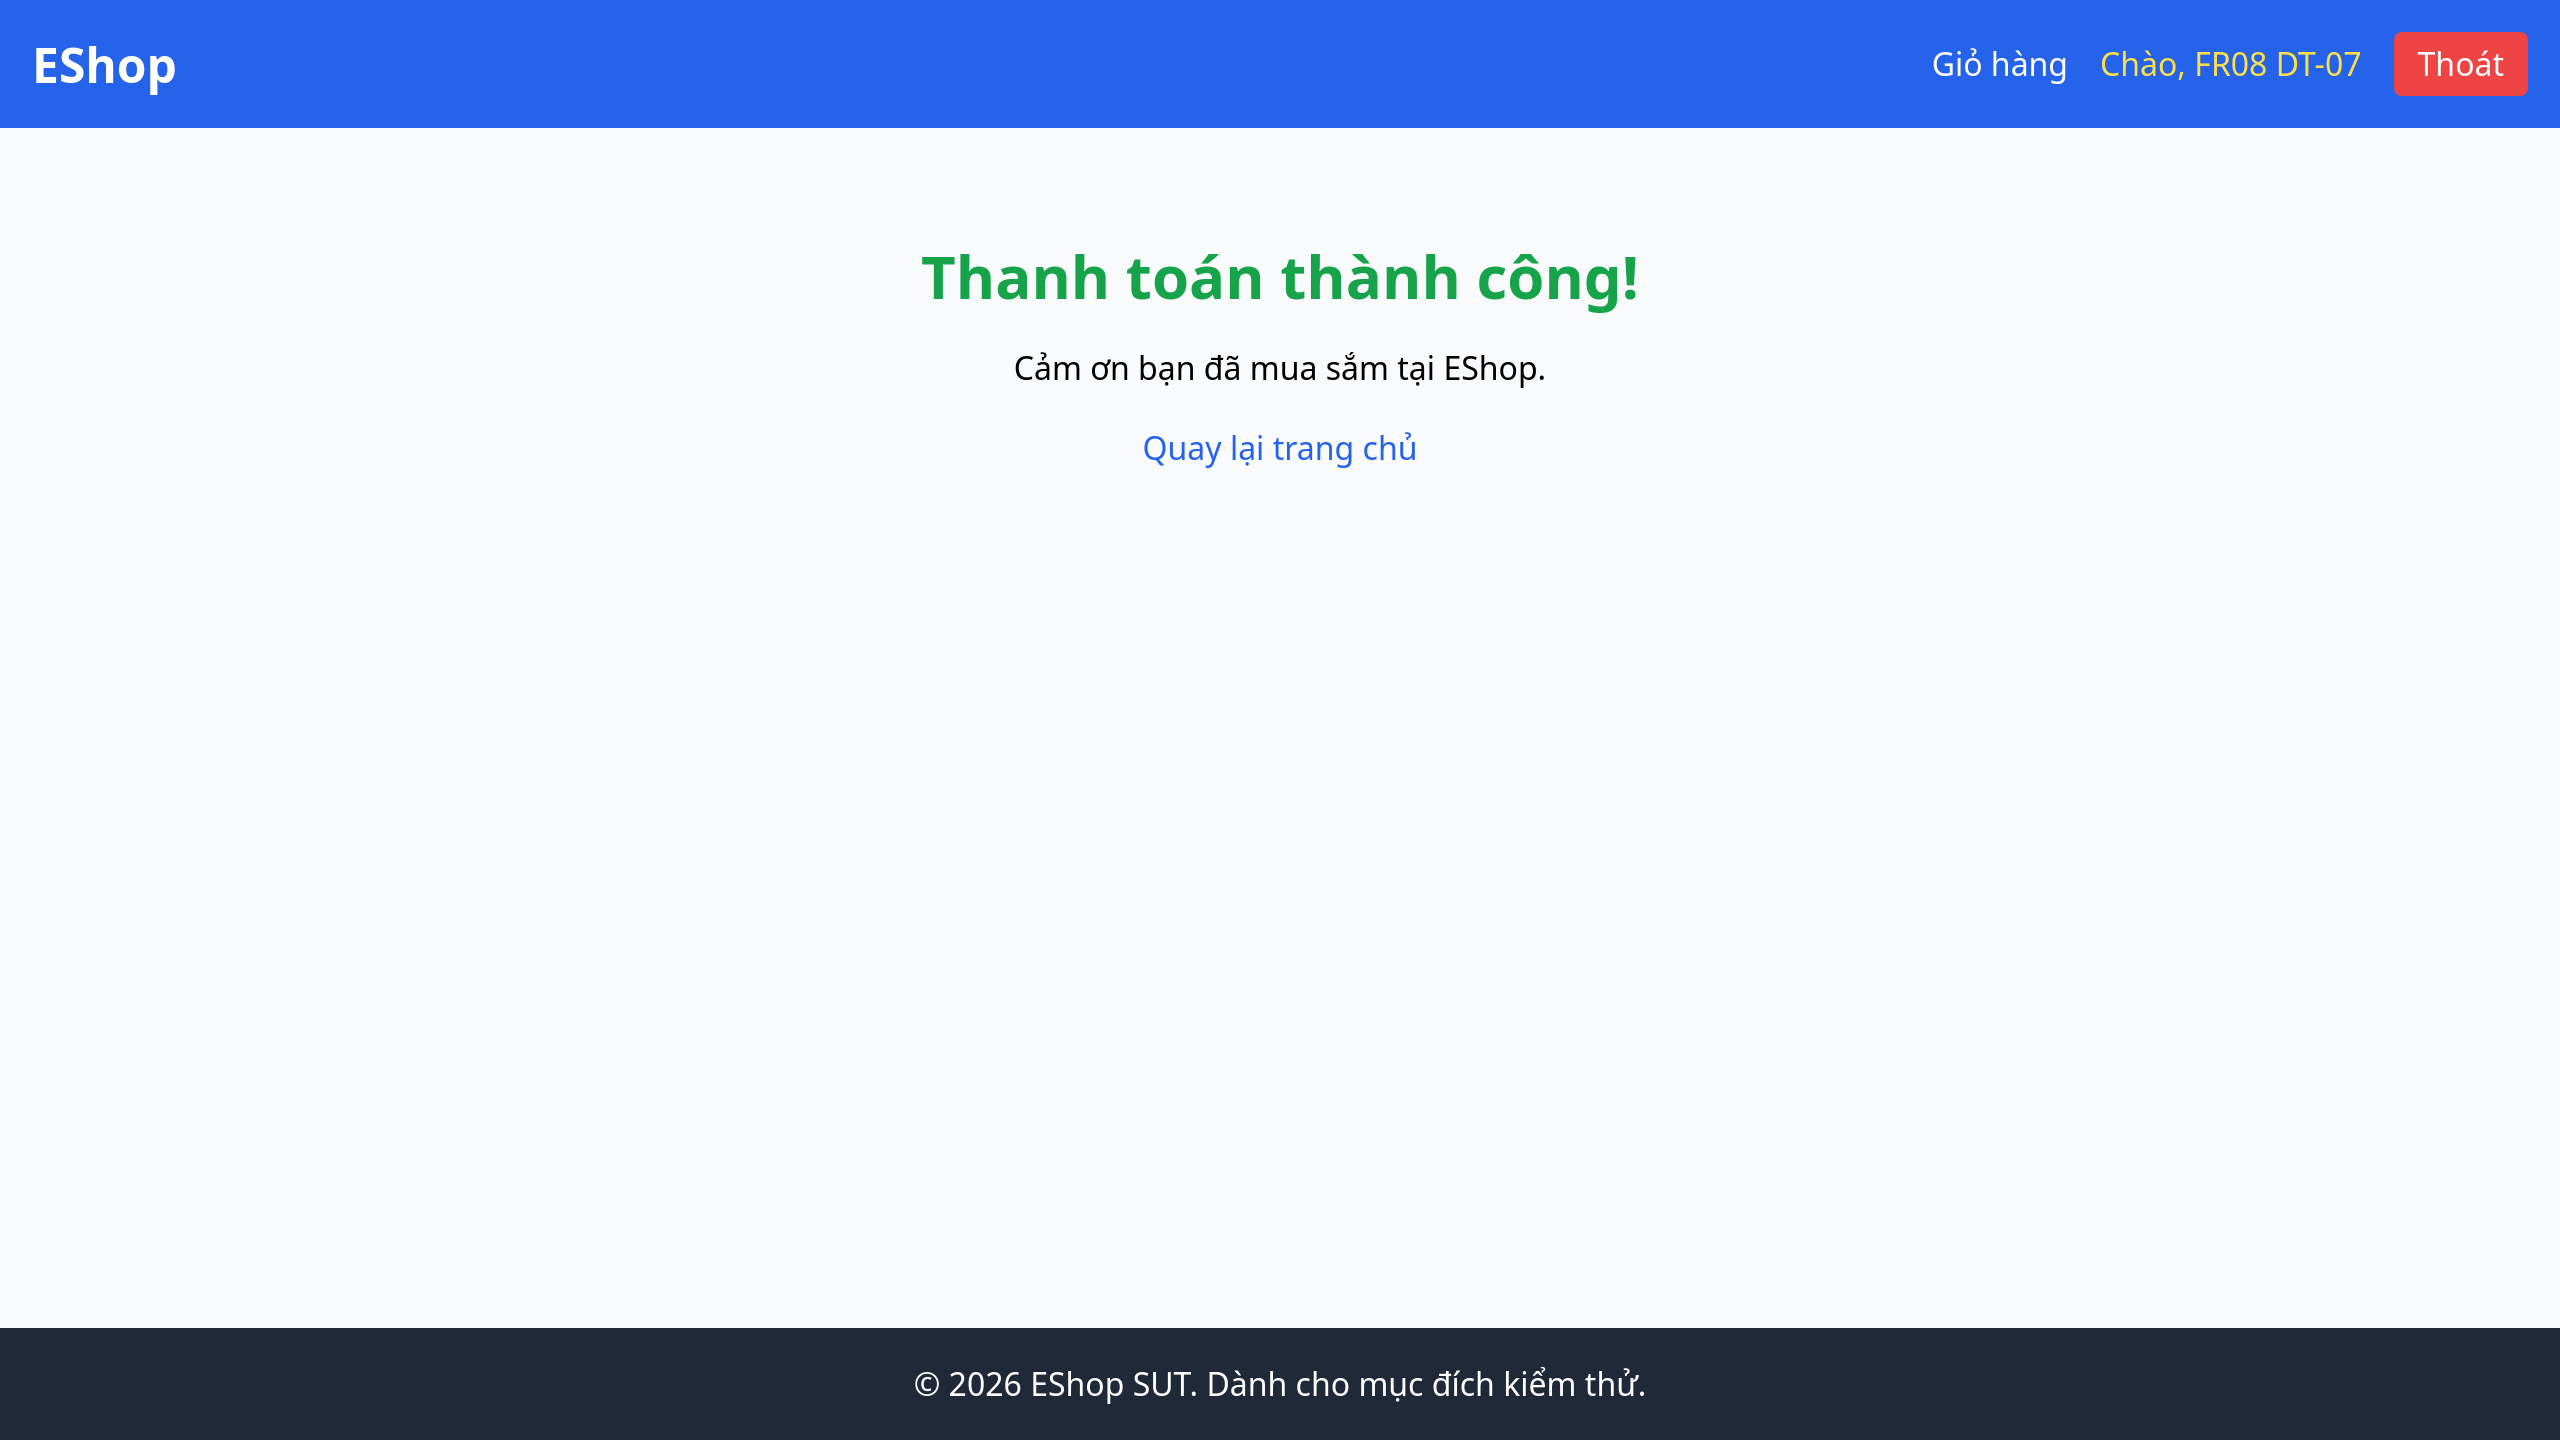 EShop
Giỏ hàng
Chào, FR08 DT-07
Thoát
Thanh toán thành công!
Cảm ơn bạn đã mua sắm tại EShop.
Quay lại trang chủ
© 2026 EShop SUT. Dành cho mục đích kiểm thử.